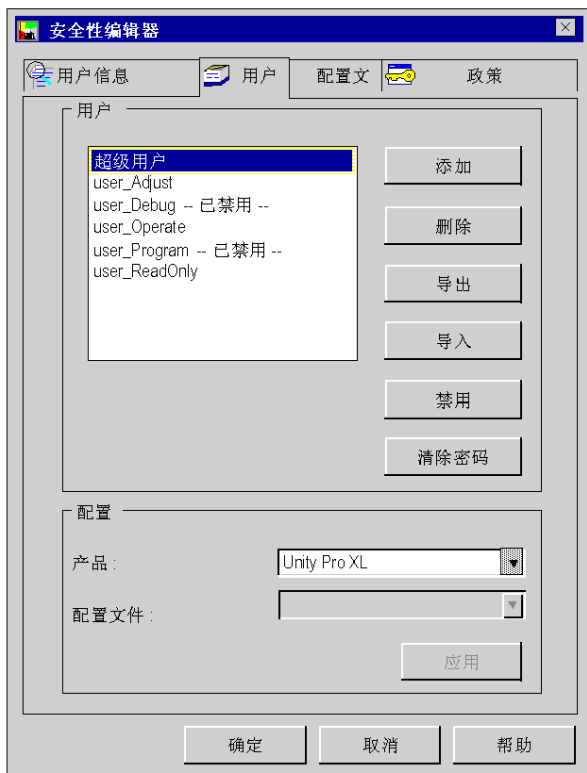 安全性编辑器
用户信息
用户
配置文
政策
用户
超级用户
user_Adjust
user_Debug -- 已禁用 --
user_Operate
user_Program -- 已禁用 --
user_ReadOnly
添加
删除
导出
导入
禁用
清除密码
配置
产品 :
Unity Pro XL
配置文件 :
应用
确定
取消
帮助